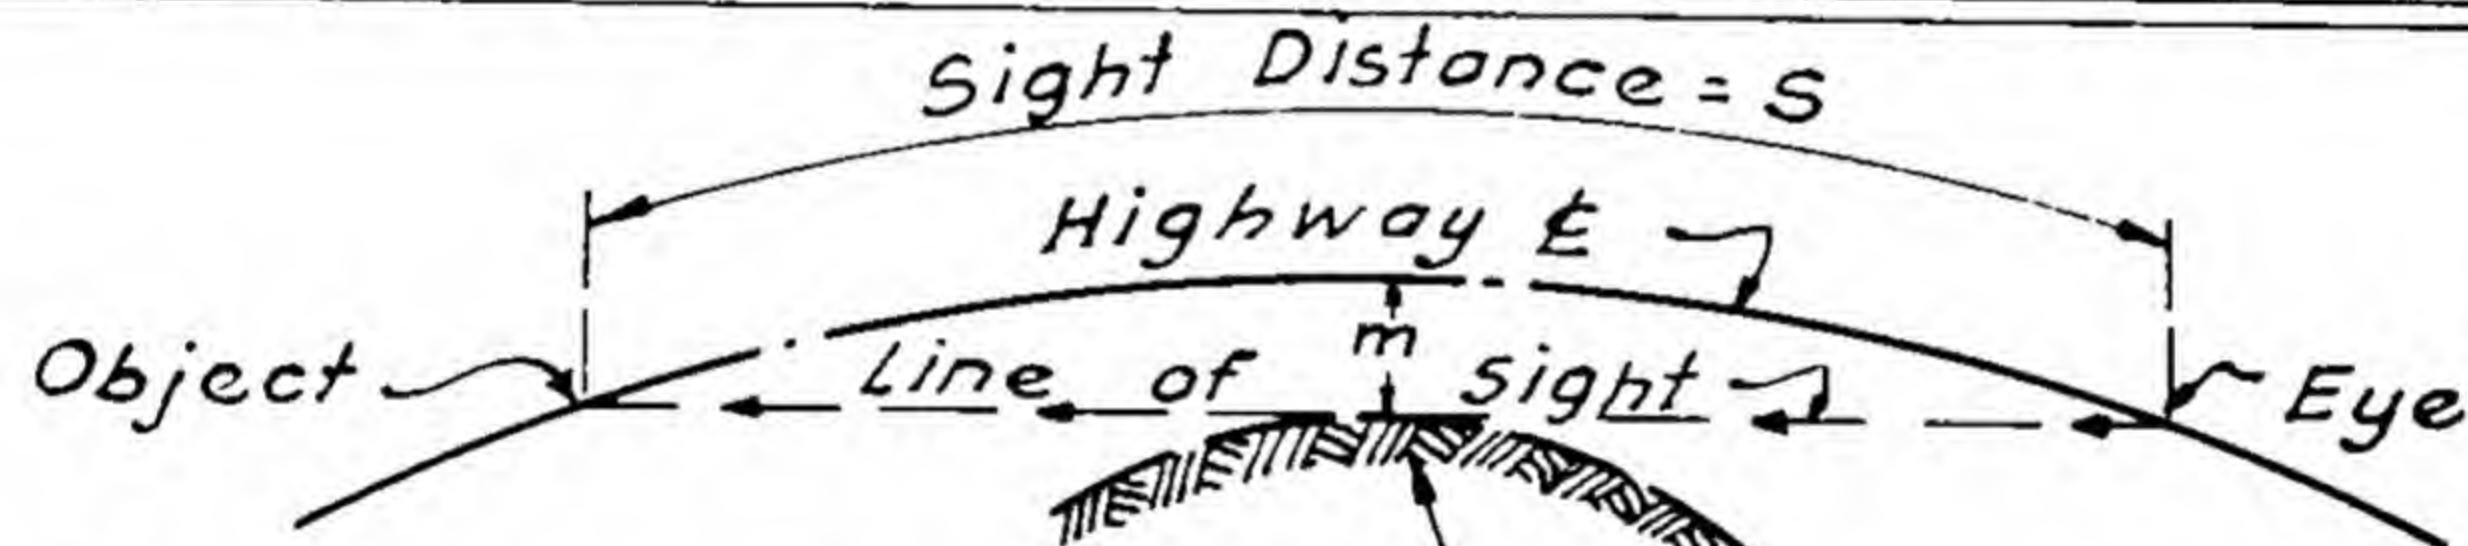 Sight Distance = S
Highway ℄
m
Object
Line of Sight
Eye